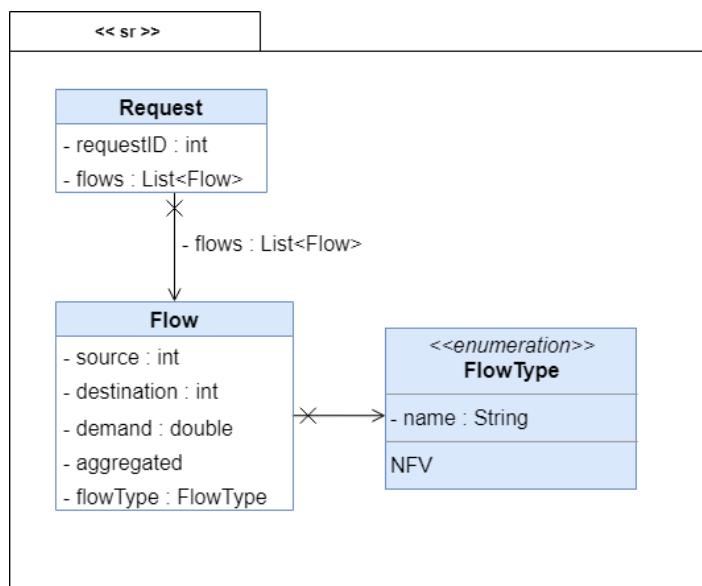 << sr >>
Request
- requestID : int
- flows : List<Flow>
- flows : List<Flow>
Flow
- source : int
- destination : int
- demand : double
- aggregated
- flowType : FlowType
<<enumeration>>
FlowType
- name : String
NFV